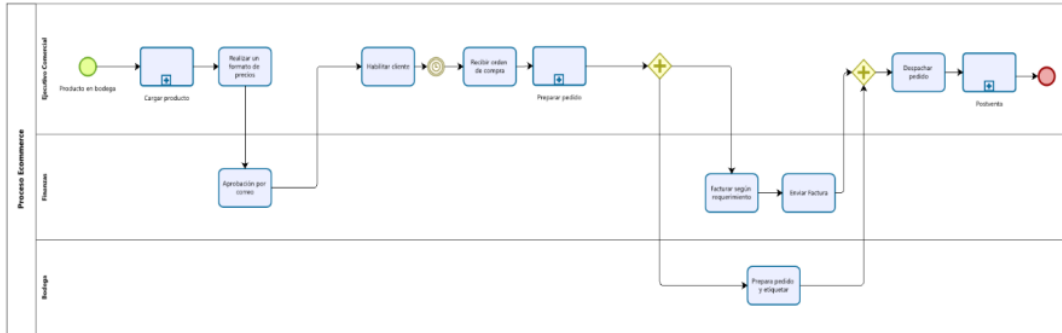 Proceso Ecommerce
Ejecutivo Comercial
Producto en bodega
Cargar producto
Realizar un
formato de
precios
Habilitar cliente
Recibir orden
de compra
Preparar pedido
Despachar
pedido
Postventa
Finanzas
Aprobación por
correo
Facturar según
requerimiento
Enviar Factura
Bodega
Prepara pedido
y etiquetar